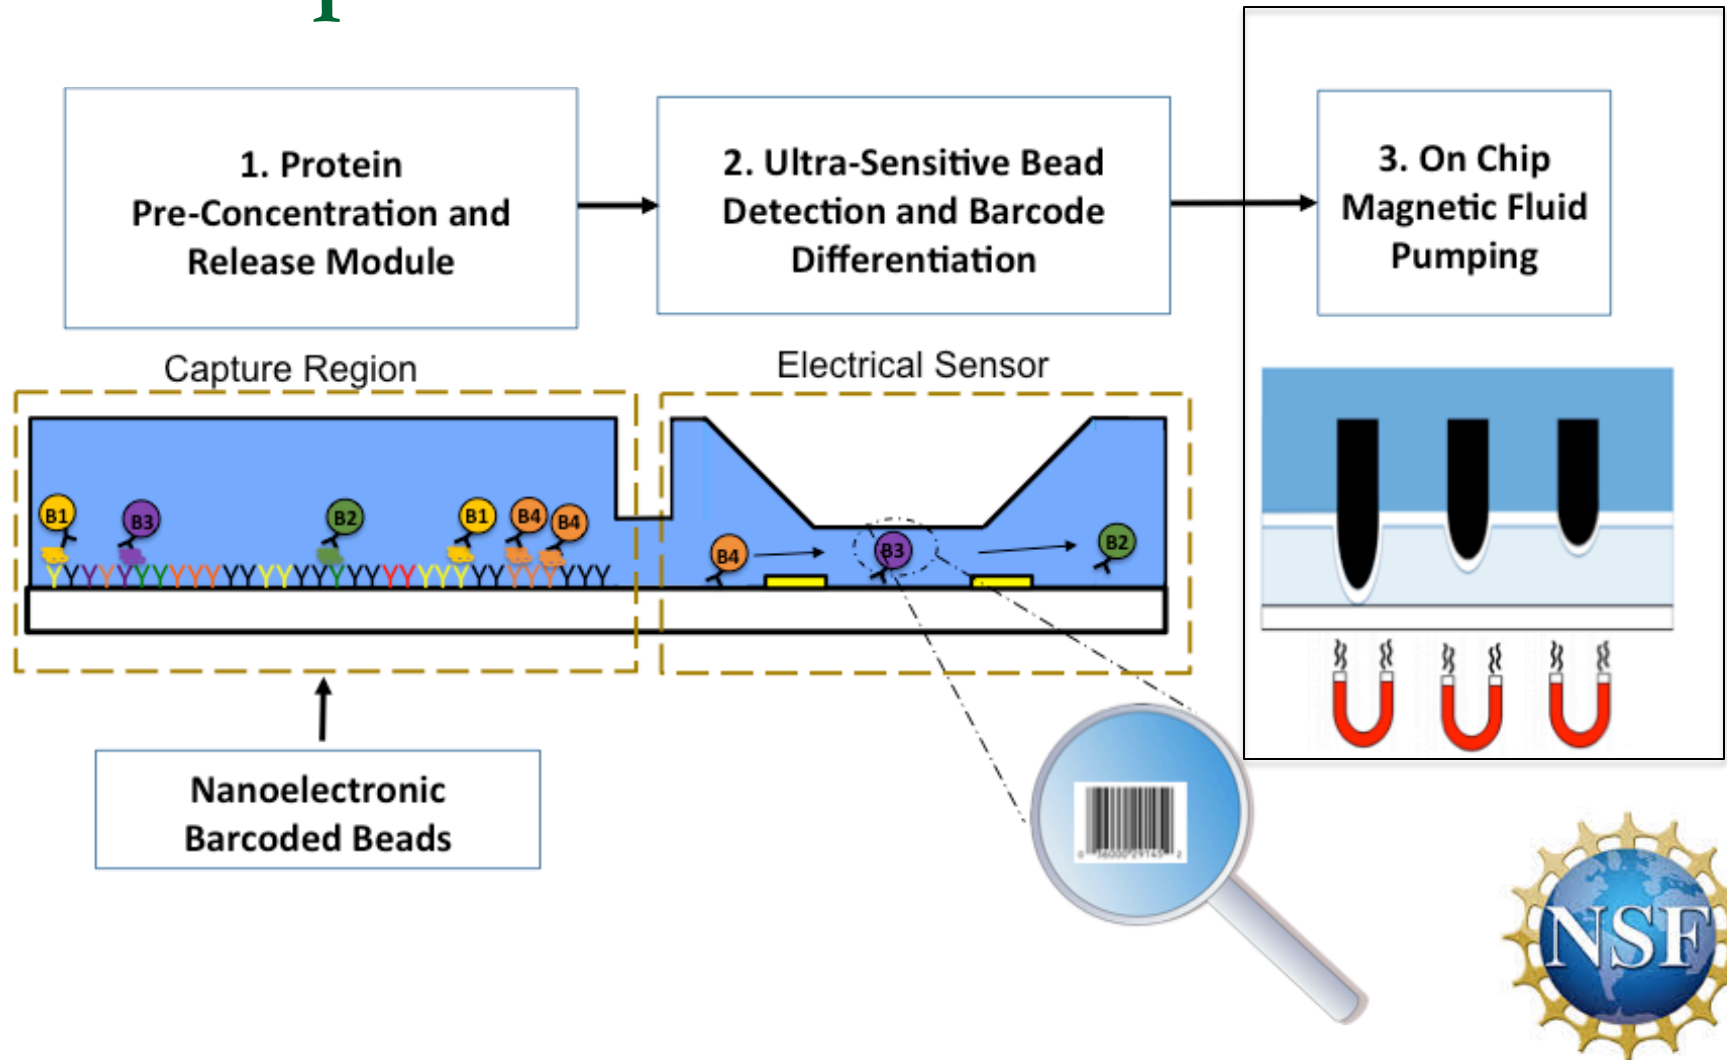 1. Protein
Pre-Concentration and
Release Module
2. Ultra-Sensitive Bead
Detection and Barcode
Differentiation
3. On Chip
Magnetic Fluid
Pumping
Capture Region
Electrical Sensor
B1
B3
B2
B1
B4
B4
B4
B3
B2
Nanoelectronic
Barcoded Beads
NSF